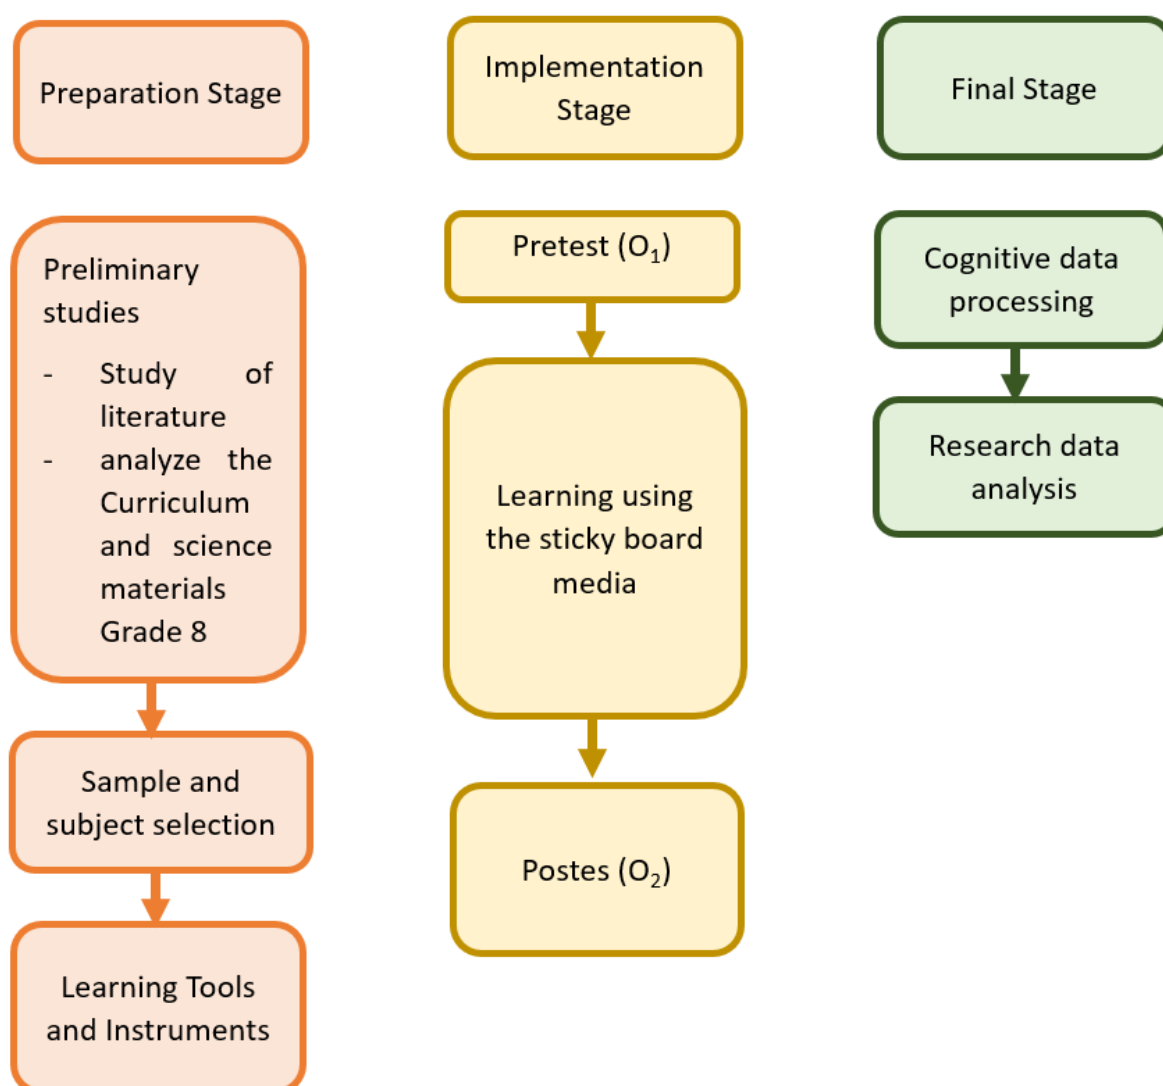 Preparation Stage
Implementation
Stage
Final Stage
Preliminary
studies
- Study of
literature
- analyze the
Curriculum
and science
materials
Grade 8
Sample and
subject selection
Learning Tools
and Instruments
Pretest (O₁)
Learning using
the sticky board
media
Postes (O₂)
Cognitive data
processing
Research data
analysis